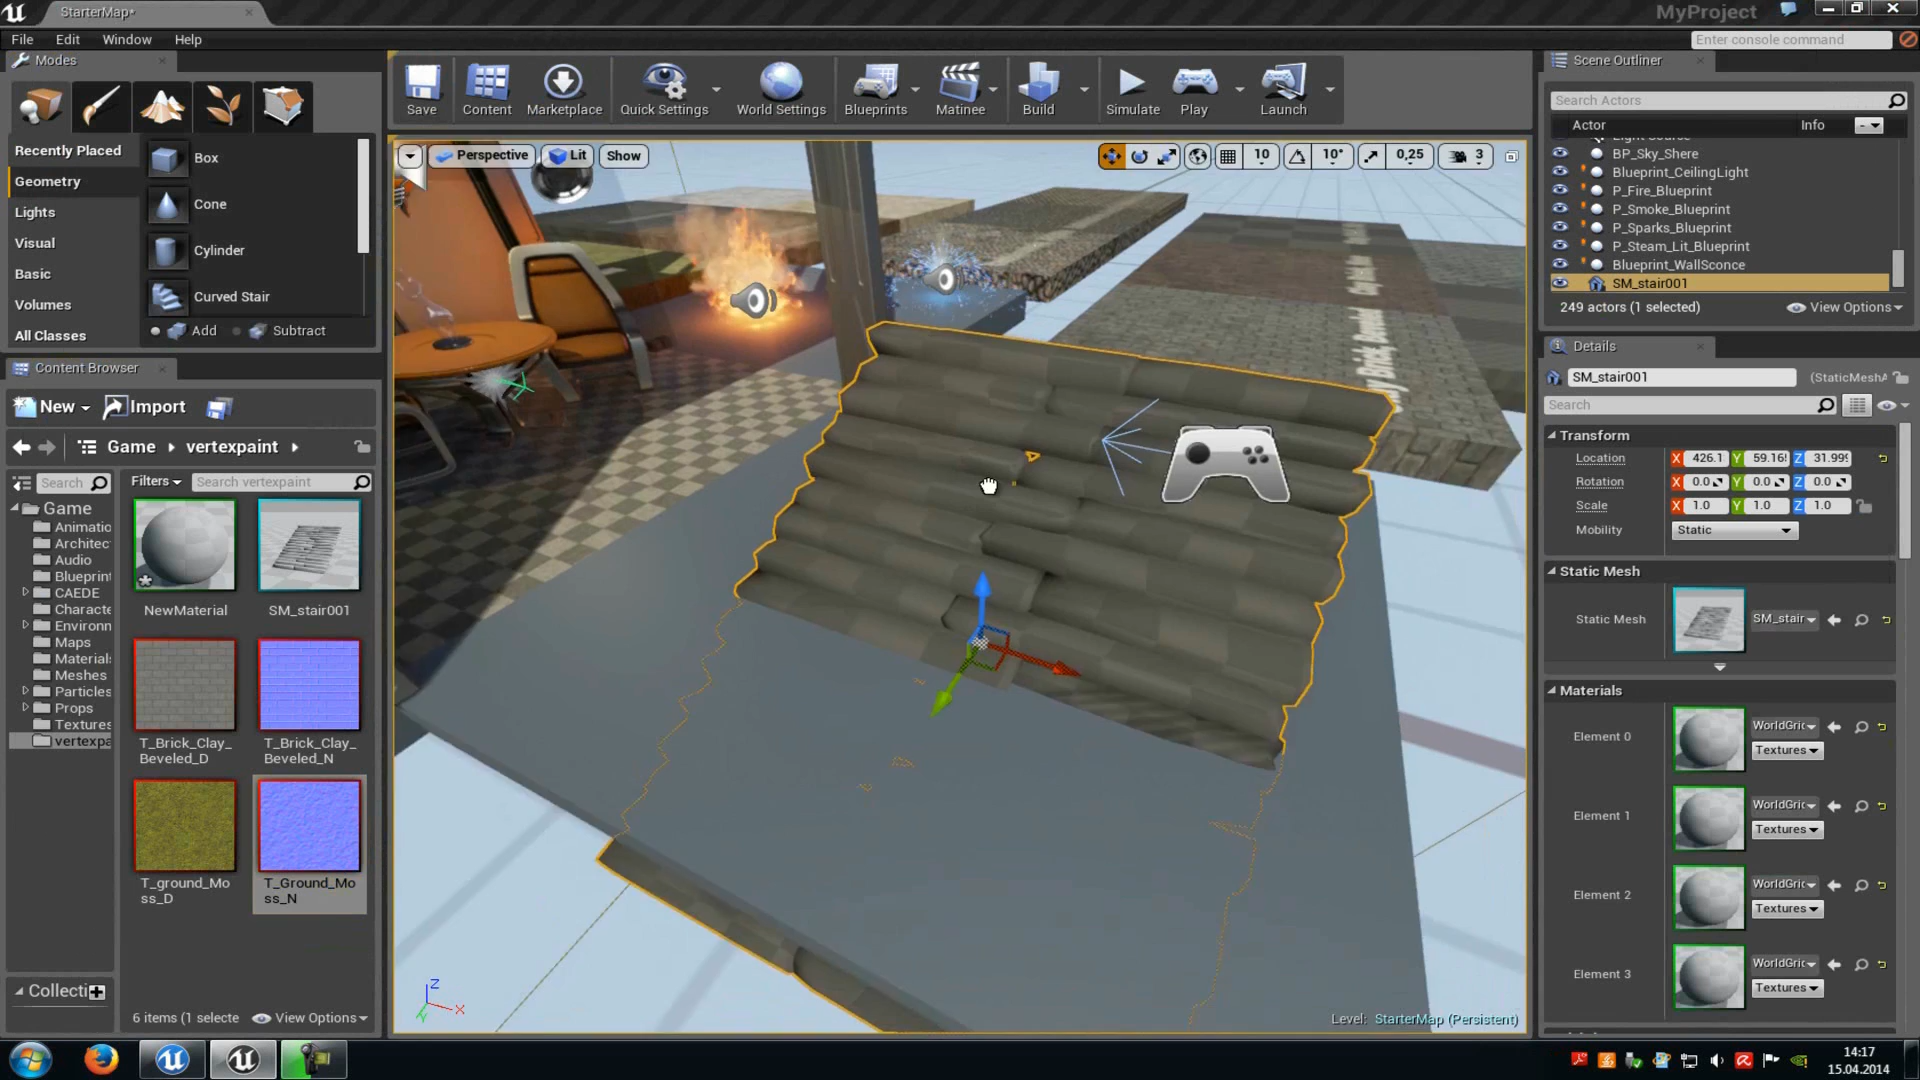 StarterMap*
MyProject
File Edit Window Help
Enter console command
Modes
Recently Placed
Geometry
Lights
Visual
Basic
Volumes
All Classes
Box
Cone
Cylinder
Curved Stair
Add Subtract
Save Content Marketplace Quick Settings World Settings Blueprints Matinee Build Simulate Play Launch
Perspective Lit Show
10 10° 0,25 3
Scene Outliner
Search Actors
Actor Info
BP_Sky_Shere
Blueprint_CeilingLight
P_Fire_Blueprint
P_Smoke_Blueprint
P_Sparks_Blueprint
P_Steam_Lit_Blueprint
Blueprint_WallSconce
SM_stair001
249 actors (1 selected)
View Options
Content Browser
New Import
Game vertexpaint
Search
Filters Search vertexpaint
Game
Animatio
Architec
Audio
Blueprin
CAEDE
Characte
Environn
Maps
Material
Meshes
Particles
Props
Textures
vertexpa
NewMaterial
SM_stair001
T_Brick_Clay_
Beveled_D
T_Brick_Clay_
Beveled_N
T_ground_Mo
ss_D
T_Ground_Mo
ss_N
Collecti
6 items (1 selecte
View Options
Details
SM_stair001
(StaticMeshA
Search
Transform
Location X 426.1 Y 59.16 Z 31.999
Rotation X 0.0 Y 0.0 Z 0.0
Scale X 1.0 Y 1.0 Z 1.0
Mobility Static
Static Mesh
Static Mesh SM_stair
Materials
Element 0 WorldGric
Textures
Element 1 WorldGric
Textures
Element 2 WorldGric
Textures
Element 3 WorldGric
Textures
Z
X
Y
Level: StarterMap (Persistent)
14:17
15.04.2014